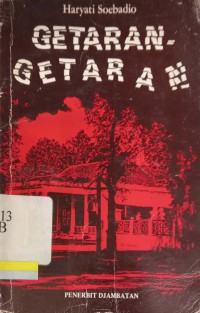 Haryati Soebadio
GETARAN-
GETARAN
13
B
PENERBIT DJAMBATAN